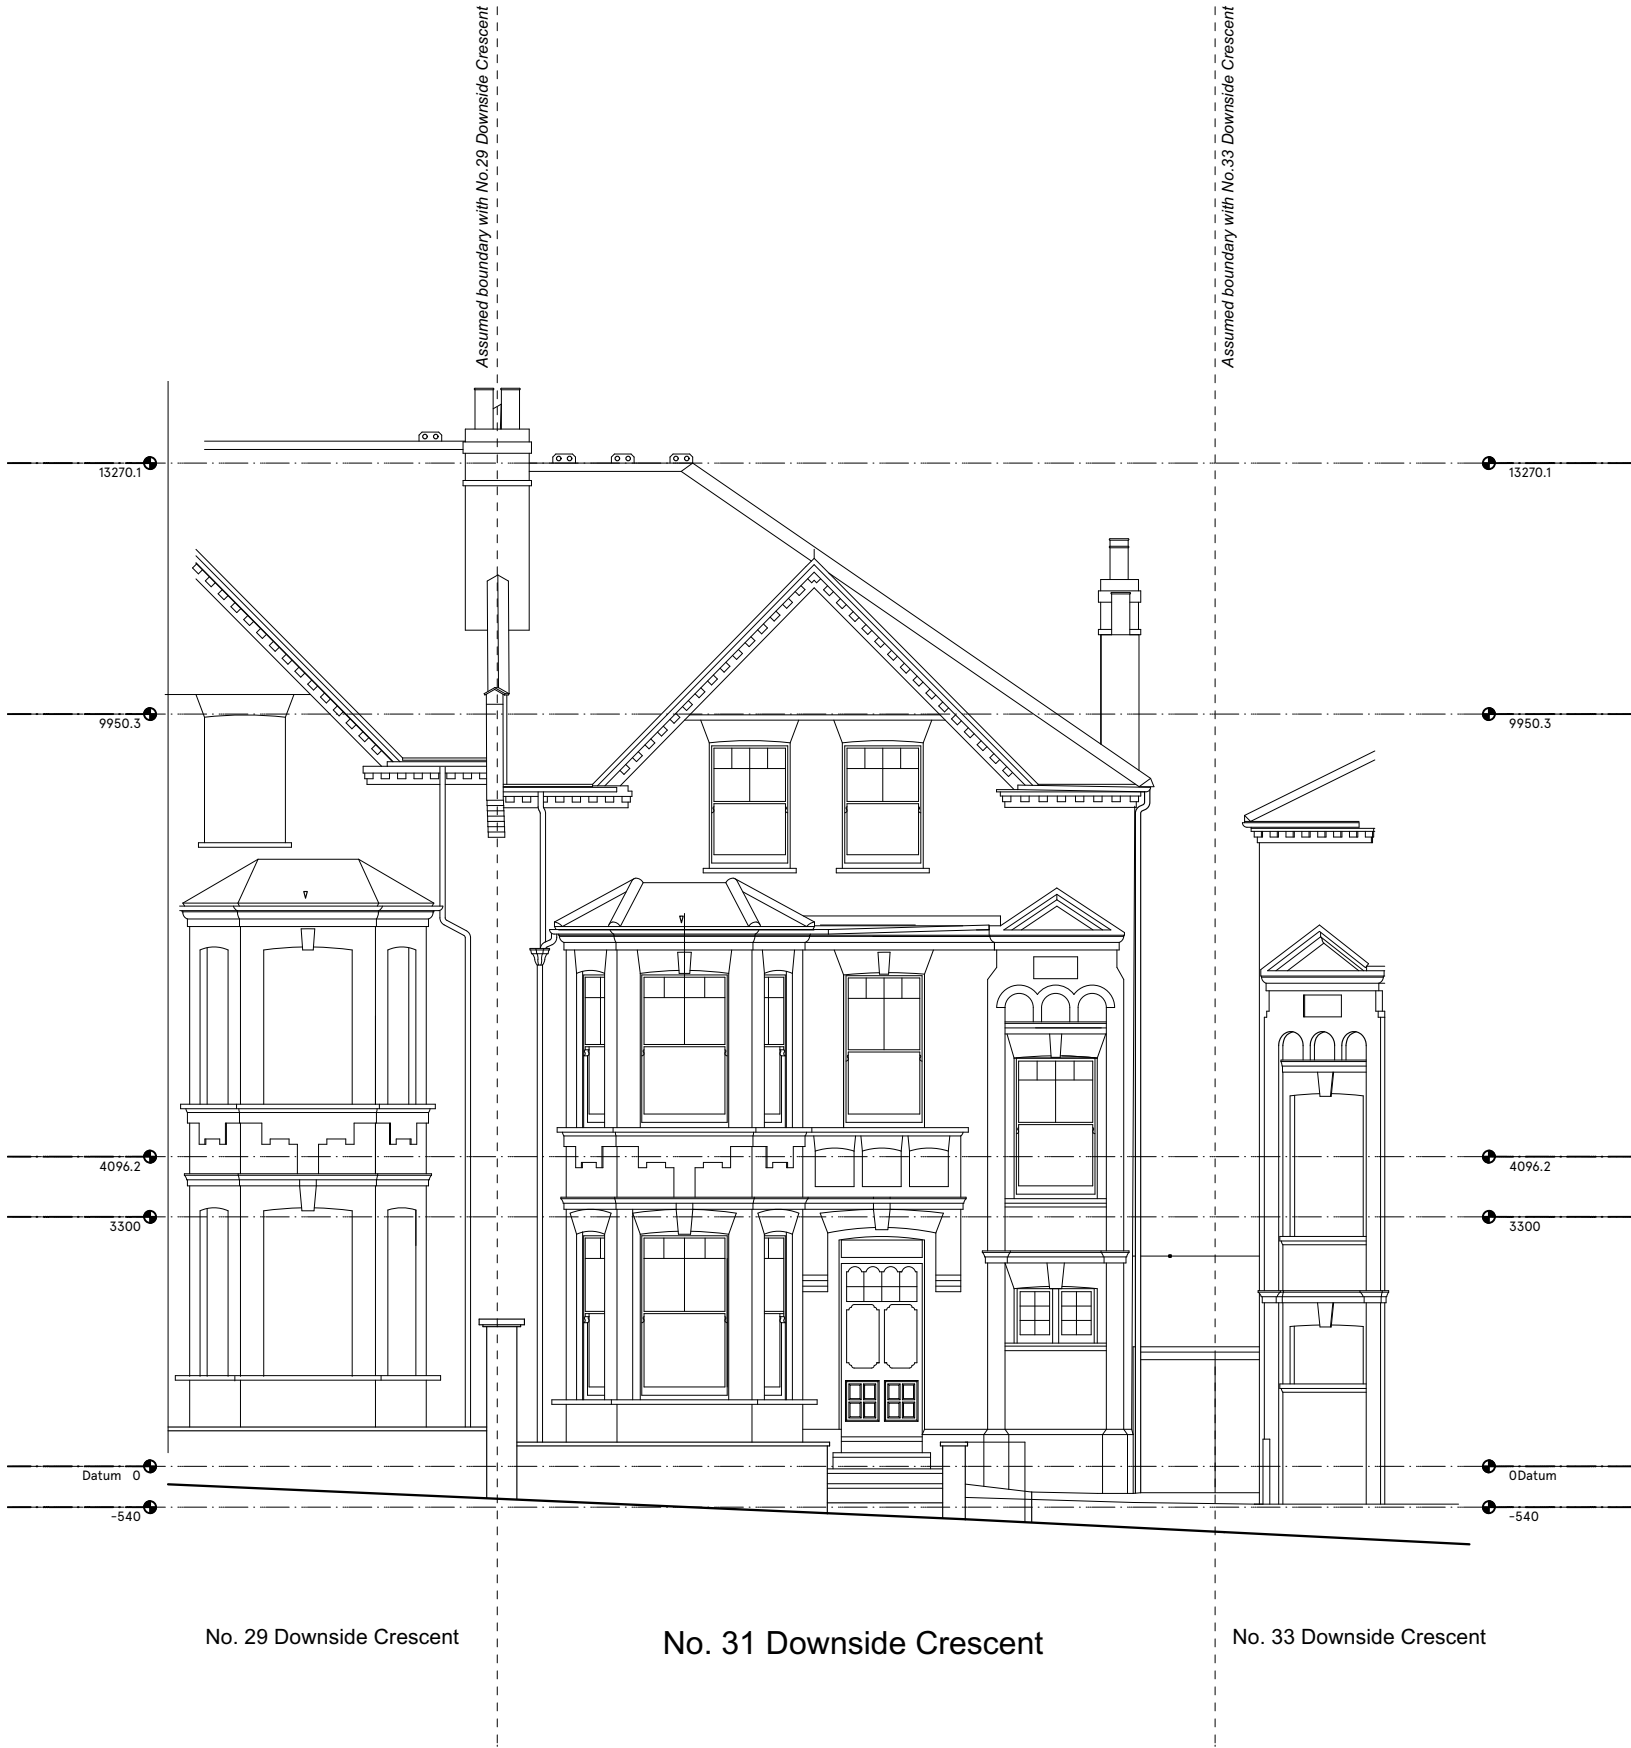 Assumed boundary with No.29 Downside Crescent
Assumed boundary with No.33 Downside Crescent
13270.1
13270.1
9950.3
9950.3
4096.2
4096.2
3300
3300
Datum 0
0Datum
-540
-540
No. 29 Downside Crescent
No. 31 Downside Crescent
No. 33 Downside Crescent